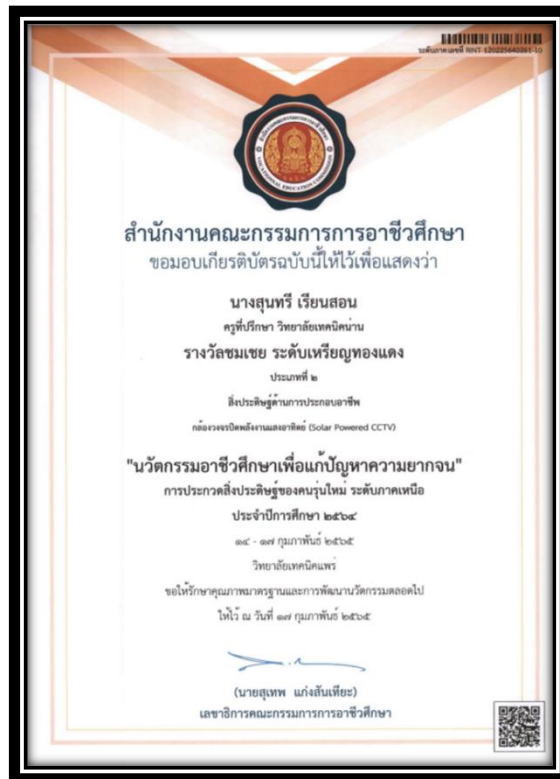 ระดับภาค เลขที่ RINT-120225640261-10
VOCATIONAL EDUCATION COMMISSION
สำนักงานคณะกรรมการการอาชีวศึกษา
ขอมอบเกียรติบัตรฉบับนี้ให้ไว้เพื่อแสดงว่า
นางสุนทรี เรียนสอน
ครูที่ปรึกษา วิทยาลัยเทคนิคน่าน
รางวัลชมเชย ระดับเหรียญทองแดง
ประเภทที่ ๒
สิ่งประดิษฐ์ด้านการประกอบอาชีพ
กล้องวงจรปิดพลังงานแสงอาทิตย์ (Solar Powered CCTV)
"นวัตกรรมอาชีวศึกษาเพื่อแก้ปัญหาความยากจน"
การประกวดสิ่งประดิษฐ์ของคนรุ่นใหม่ ระดับภาคเหนือ
ประจำปีการศึกษา ๒๕๖๔
๑๔ - ๑๗ กุมภาพันธ์ ๒๕๖๕
วิทยาลัยเทคนิคแพร่
ขอให้รักษาคุณภาพมาตรฐานและการพัฒนานวัตกรรมตลอดไป
ให้ไว้ ณ วันที่ ๑๗ กุมภาพันธ์ ๒๕๖๕
(นายสุเทพ แก่งสันเทียะ)
เลขาธิการคณะกรรมการการอาชีวศึกษา